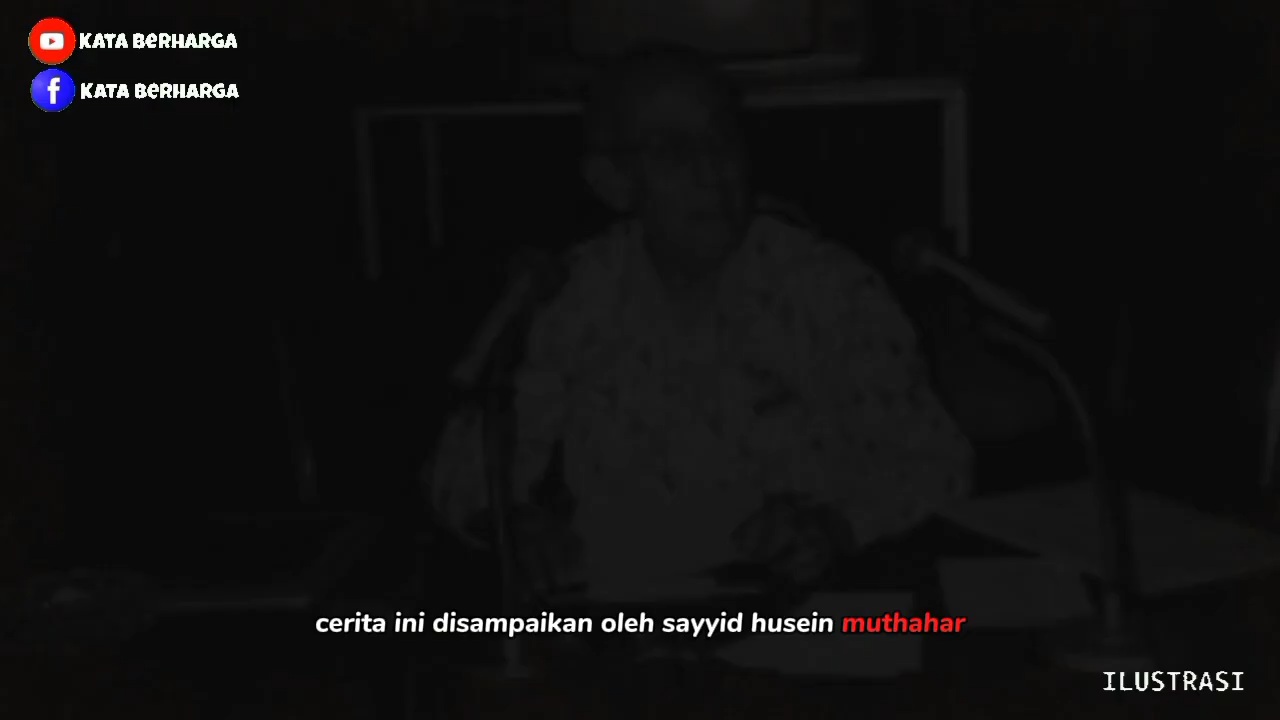 KATA BERHARGA
KATA BERHARGA
cerita ini disampaikan oleh sayyid husein muthahar
ILUSTRASI